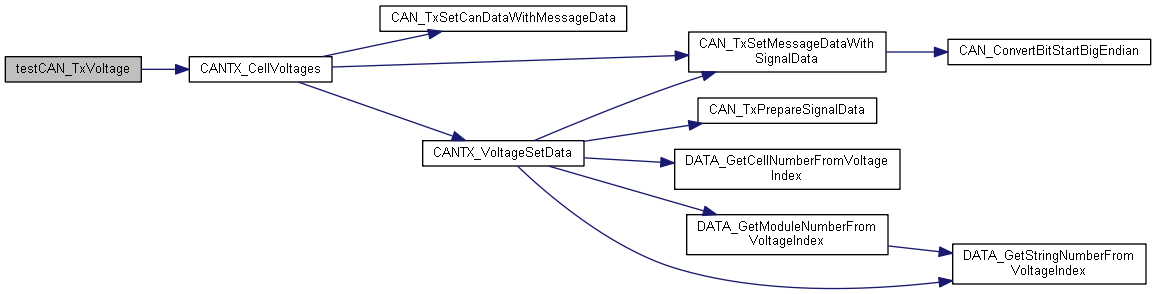 testCAN_TxVoltage
CANTX_CellVoltages
CAN_TxSetCanDataWithMessageData
CAN_TxSetMessageDataWith
SignalData
CAN_ConvertBitStartBigEndian
CANTX_VoltageSetData
CAN_TxPrepareSignalData
DATA_GetCellNumberFromVoltage
Index
DATA_GetModuleNumberFrom
VoltageIndex
DATA_GetStringNumberFrom
VoltageIndex